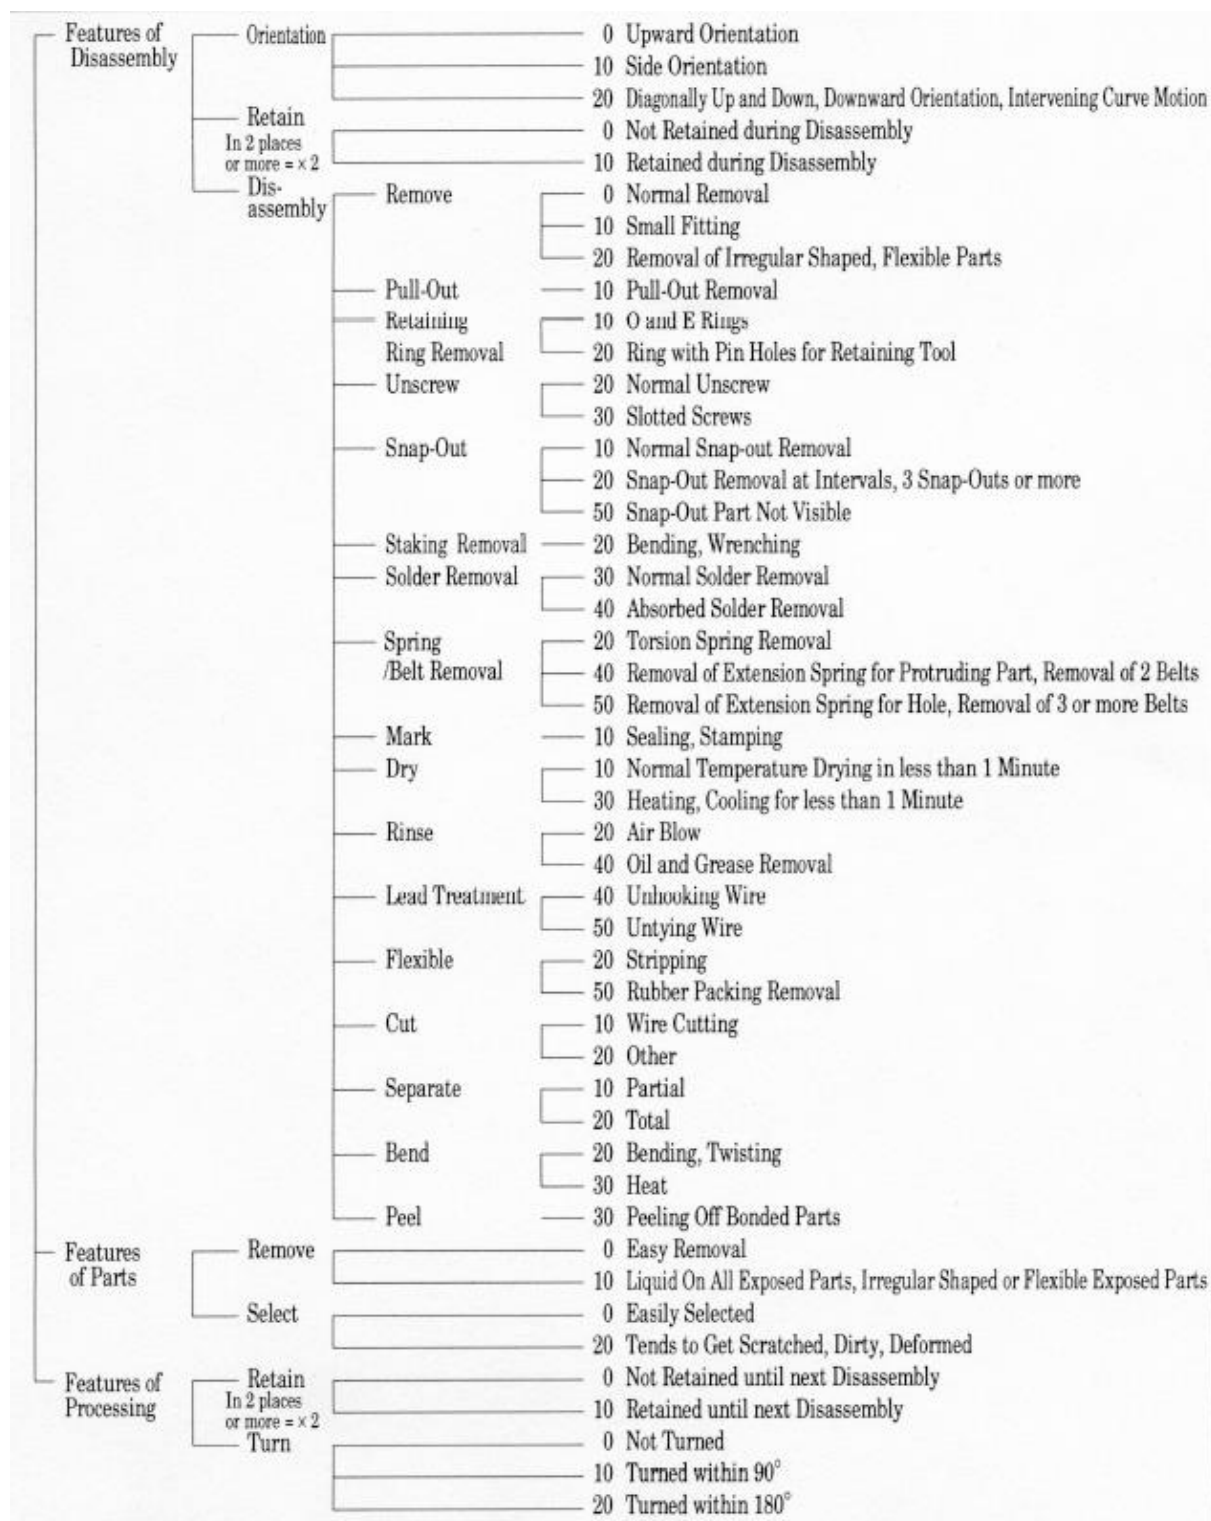 Features of
Disassembly
Orientation
0 Upward Orientation
10 Side Orientation
20 Diagonally Up and Down, Downward Orientation, Intervening Curve Motion
Retain
In 2 places
or more = × 2
0 Not Retained during Disassembly
10 Retained during Disassembly
Dis-
assembly
Remove
0 Normal Removal
10 Small Fitting
20 Removal of Irregular Shaped, Flexible Parts
Pull-Out
10 Pull-Out Removal
Retaining
Ring Removal
10 O and E Rings
20 Ring with Pin Holes for Retaining Tool
Unscrew
20 Normal Unscrew
30 Slotted Screws
Snap-Out
10 Normal Snap-out Removal
20 Snap-Out Removal at Intervals, 3 Snap-Outs or more
50 Snap-Out Part Not Visible
Staking Removal
20 Bending, Wrenching
Solder Removal
30 Normal Solder Removal
40 Absorbed Solder Removal
Spring
/Belt Removal
20 Torsion Spring Removal
40 Removal of Extension Spring for Protruding Part, Removal of 2 Belts
50 Removal of Extension Spring for Hole, Removal of 3 or more Belts
Mark
10 Sealing, Stamping
Dry
10 Normal Temperature Drying in less than 1 Minute
30 Heating, Cooling for less than 1 Minute
Rinse
20 Air Blow
40 Oil and Grease Removal
Lead Treatment
40 Unhooking Wire
50 Untying Wire
Flexible
20 Stripping
50 Rubber Packing Removal
Cut
10 Wire Cutting
20 Other
Separate
10 Partial
20 Total
Bend
20 Bending, Twisting
30 Heat
Peel
30 Peeling Off Bonded Parts
Features
of Parts
Remove
0 Easy Removal
10 Liquid On All Exposed Parts, Irregular Shaped or Flexible Exposed Parts
Select
0 Easily Selected
20 Tends to Get Scratched, Dirty, Deformed
Features of
Processing
Retain
In 2 places
or more = × 2
0 Not Retained until next Disassembly
10 Retained until next Disassembly
Turn
0 Not Turned
10 Turned within 90°
20 Turned within 180°